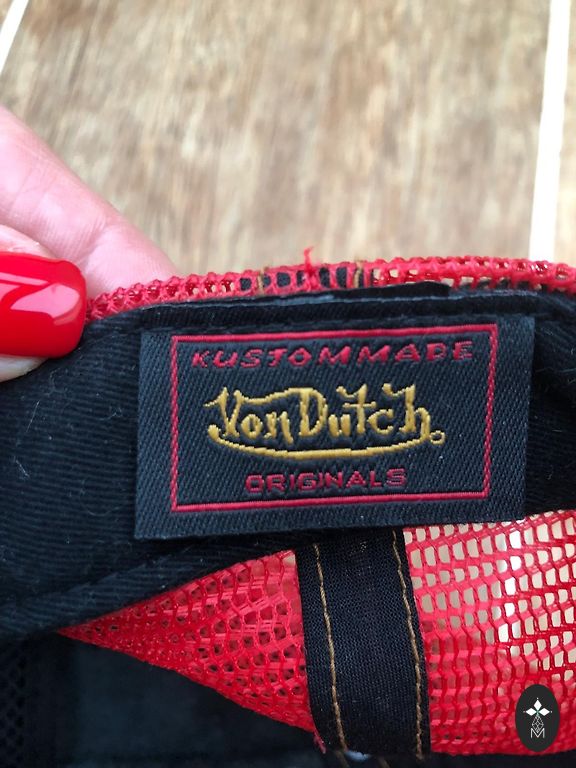 KUSTOMMADE
Von Dutch
ORIGINALS
M